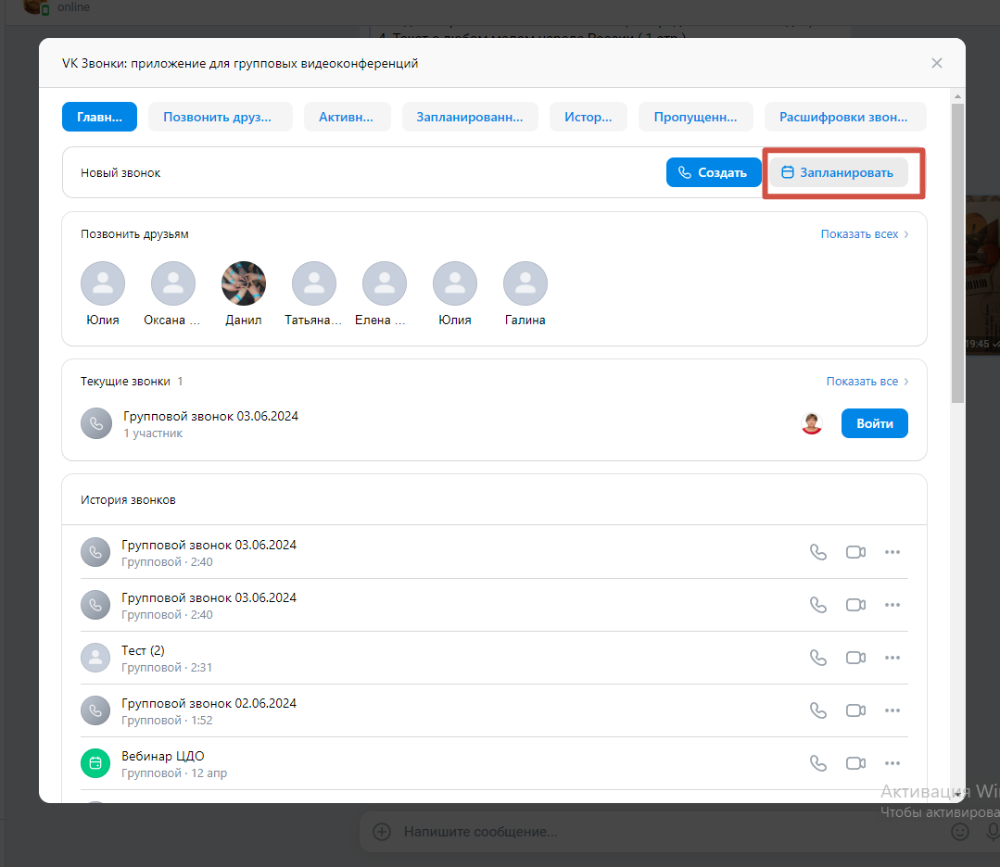 online
4. Текст о любом малом народе России ( 1 стр.)
VK Звонки: приложение для групповых видеоконференций
Главн... Позвонить друз... Активн... Запланированн... Истор... Пропущенн... Расшифровки звон...
Новый звонок Создать Запланировать
Позвонить друзьям Показать всех
Юлия Оксана ... Данил Татьяна... Елена ... Юлия Галина
19:45
Текущие звонки 1 Показать все
Групповой звонок 03.06.2024
1 участник
Войти
История звонков
Групповой звонок 03.06.2024
Групповой · 2:40
Групповой звонок 03.06.2024
Групповой · 2:40
Тест (2)
Групповой · 2:31
Групповой звонок 02.06.2024
Групповой · 1:52
Вебинар ЦДО
Групповой · 12 апр
Активация Wi
Чтобы активирова
Напишите сообщение...